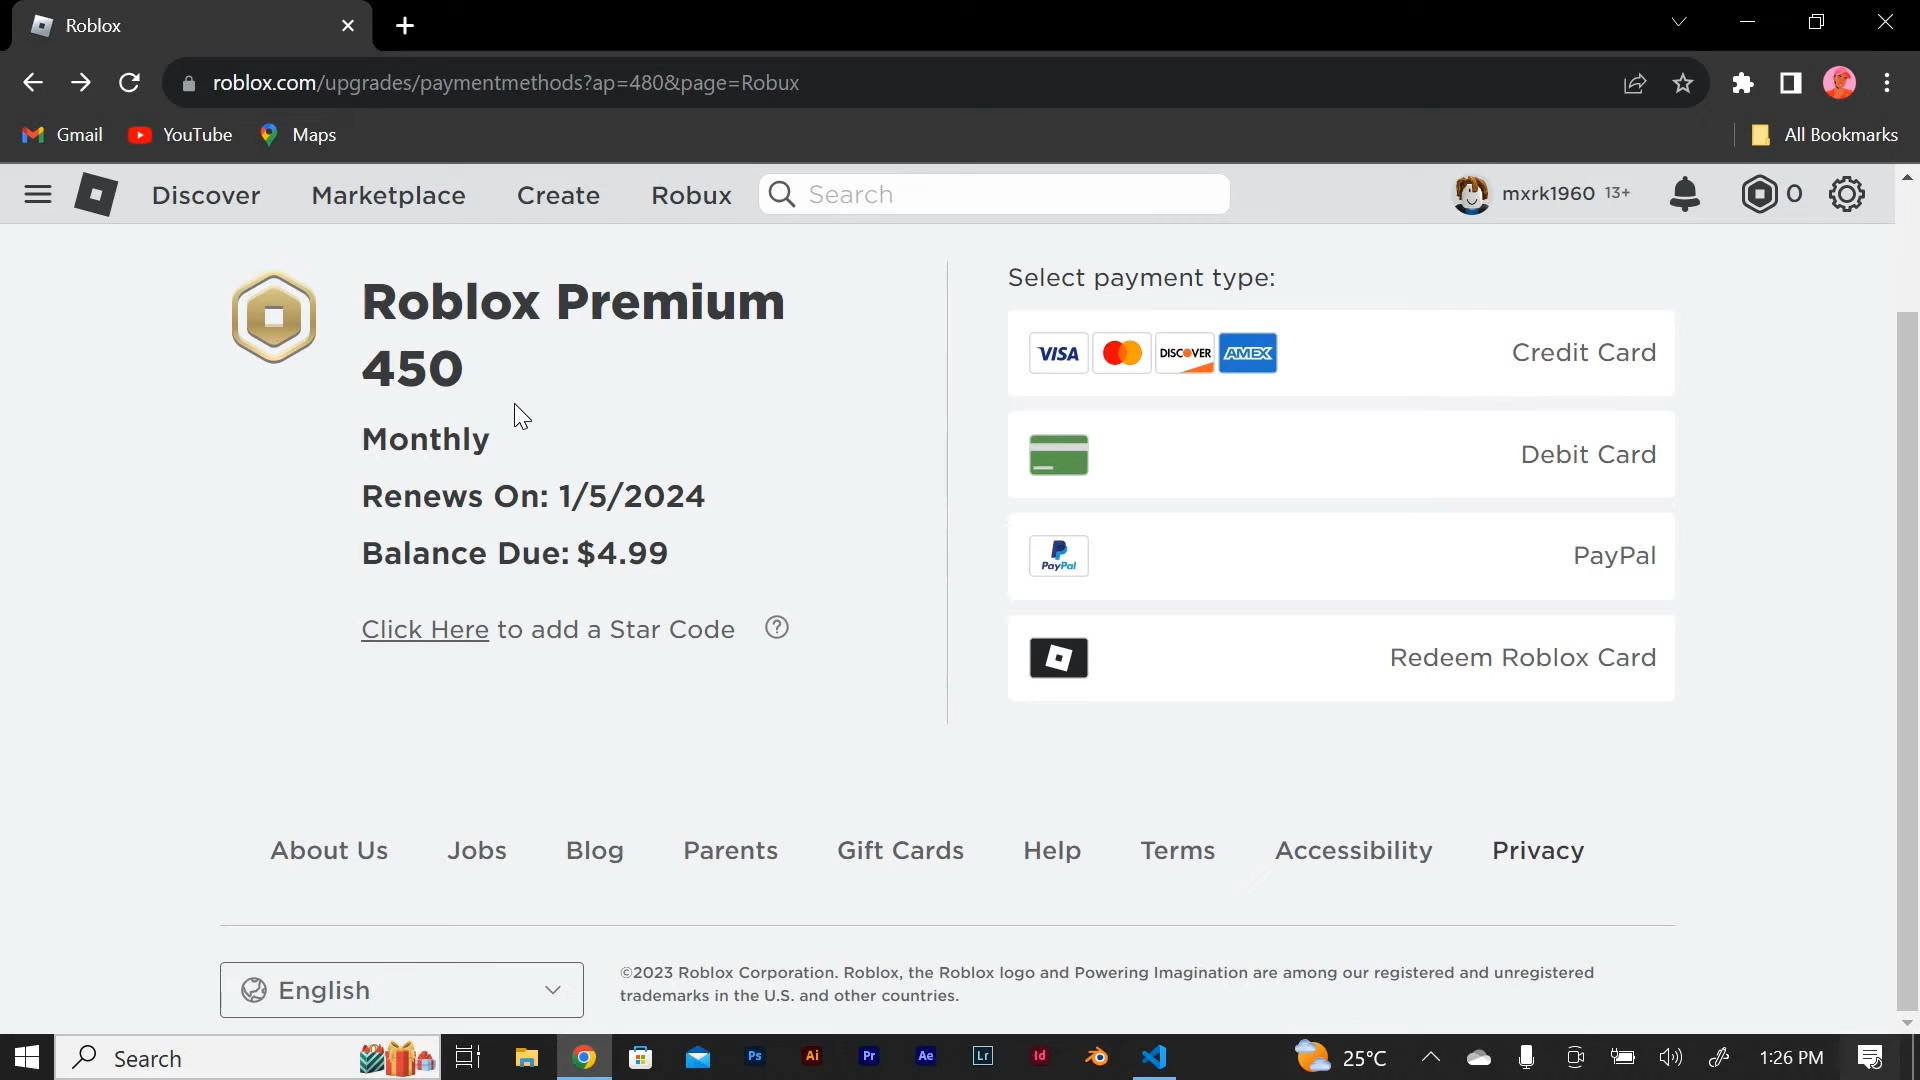 Roblox
roblox.com/upgrades/paymentmethods?ap=480&page=Robux
Gmail YouTube Maps All Bookmarks
Discover Marketplace Create Robux Search mxrk1960 13+ 0
Roblox Premium
450
Monthly
Renews On: 1/5/2024
Balance Due: $4.99
Click Here to add a Star Code ?
Select payment type:
VISA DISCOVER AMEX Credit Card
Debit Card
PayPal PayPal
Redeem Roblox Card
About Us Jobs Blog Parents Gift Cards Help Terms Accessibility Privacy
English
©2023 Roblox Corporation. Roblox, the Roblox logo and Powering Imagination are among our registered and unregistered
trademarks in the U.S. and other countries.
Search Ps Ai Pr Ae Lr Id 25°C 1:26 PM